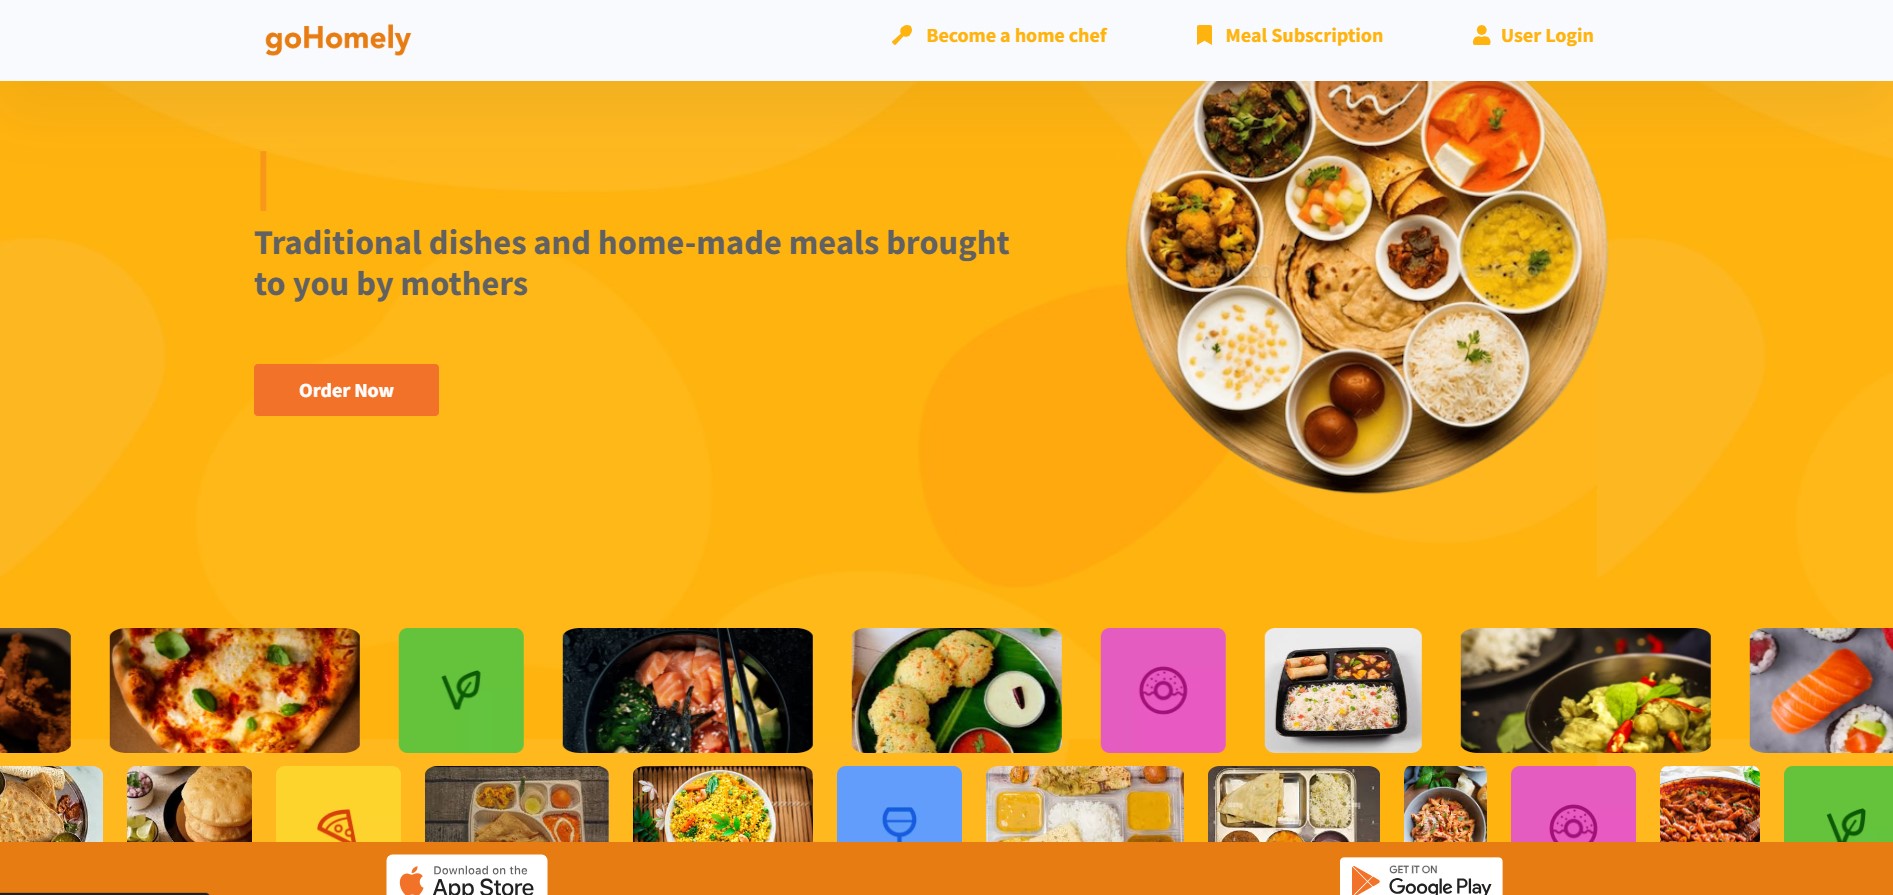 goHomely
Become a home chef
Meal Subscription
User Login
Traditional dishes and home-made meals brought
to you by mothers
Order Now
Download on the
App Store
GET IT ON
Google Play